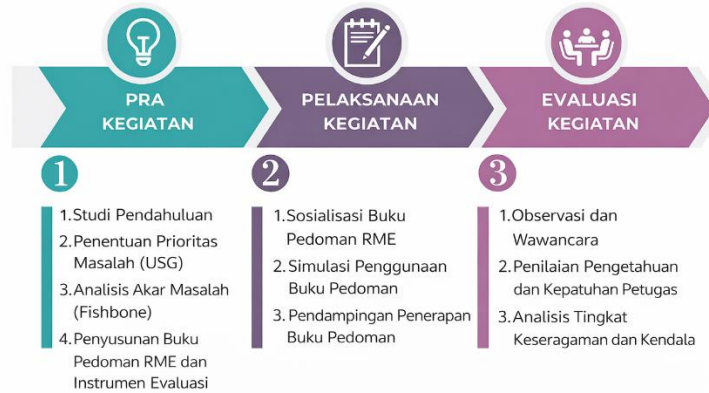 PRA
KEGIATAN
PELAKSANAAN
KEGIATAN
EVALUASI
KEGIATAN
1
1.Studi Pendahuluan
2.Penentuan Prioritas
Masalah (USG)
3.Analisis Akar Masalah
(Fishbone)
4.Penyusunan Buku
Pedoman RME dan
Instrumen Evaluasi
2
1.Sosialisasi Buku
Pedoman RME
2.Simulasi Penggunaan
Buku Pedoman
3.Pendampingan Penerapan
Buku Pedoman
3
1.Observasi dan
Wawancara
2.Penilaian Pengetahuan
dan Kepatuhan Petugas
3.Analisis Tingkat
Keseragaman dan Kendala